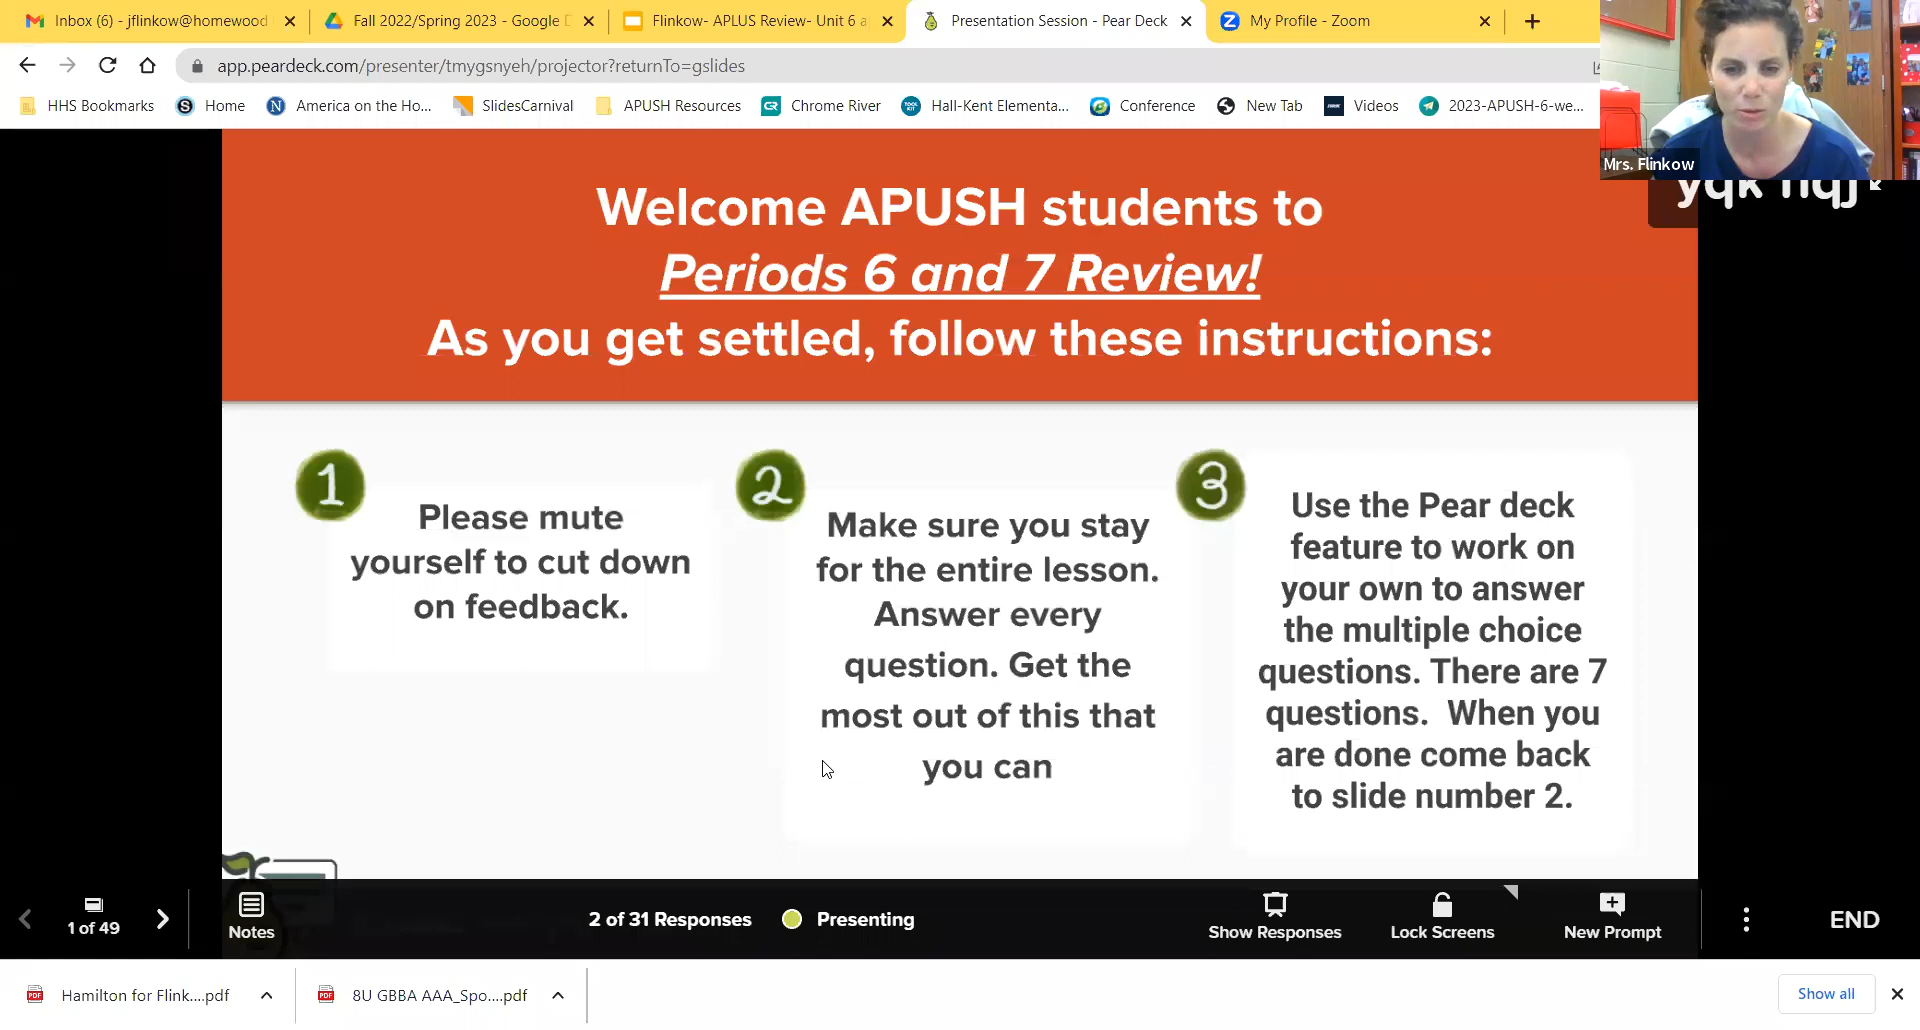 Inbox (6) - jflinkow@homewood
Fall 2022/Spring 2023 - Google D
Flinkow- APLUS Review- Unit 6 a
Presentation Session - Pear Deck
My Profile - Zoom
app.peardeck.com/presenter/tmygsnyeh/projector?returnTo=gslides
HHS Bookmarks
Home
America on the Ho...
SlidesCarnival
APUSH Resources
Chrome River
Hall-Kent Elementa...
Conference
New Tab
Videos
2023-APUSH-6-we...
Mrs. Flinkow
Welcome APUSH students to
Periods 6 and 7 Review!
As you get settled, follow these instructions:
1
Please mute
yourself to cut down
on feedback.
2
Make sure you stay
for the entire lesson.
Answer every
question. Get the
most out of this that
you can
3
Use the Pear deck
feature to work on
your own to answer
the multiple choice
questions. There are 7
questions.  When you
are done come back
to slide number 2.
1 of 49
Notes
2 of 31 Responses
Presenting
Show Responses
Lock Screens
New Prompt
END
Hamilton for Flink....pdf
8U GBBA AAA_Spo....pdf
Show all